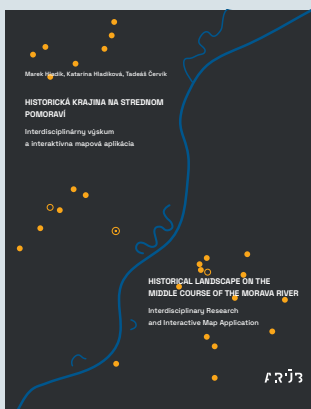 Marek Hladík, Katarína Hladíková, Tadeáš Červík
HISTORICKÁ KRAJINA NA STREDNOM
POMORAVÍ
Interdisciplinárny výskum
a interaktívna mapová aplikácia
HISTORICAL LANDSCAPE ON THE
MIDDLE COURSE OF THE MORAVA RIVER
Interdisciplinary Research
and Interactive Map Application
ARÚB